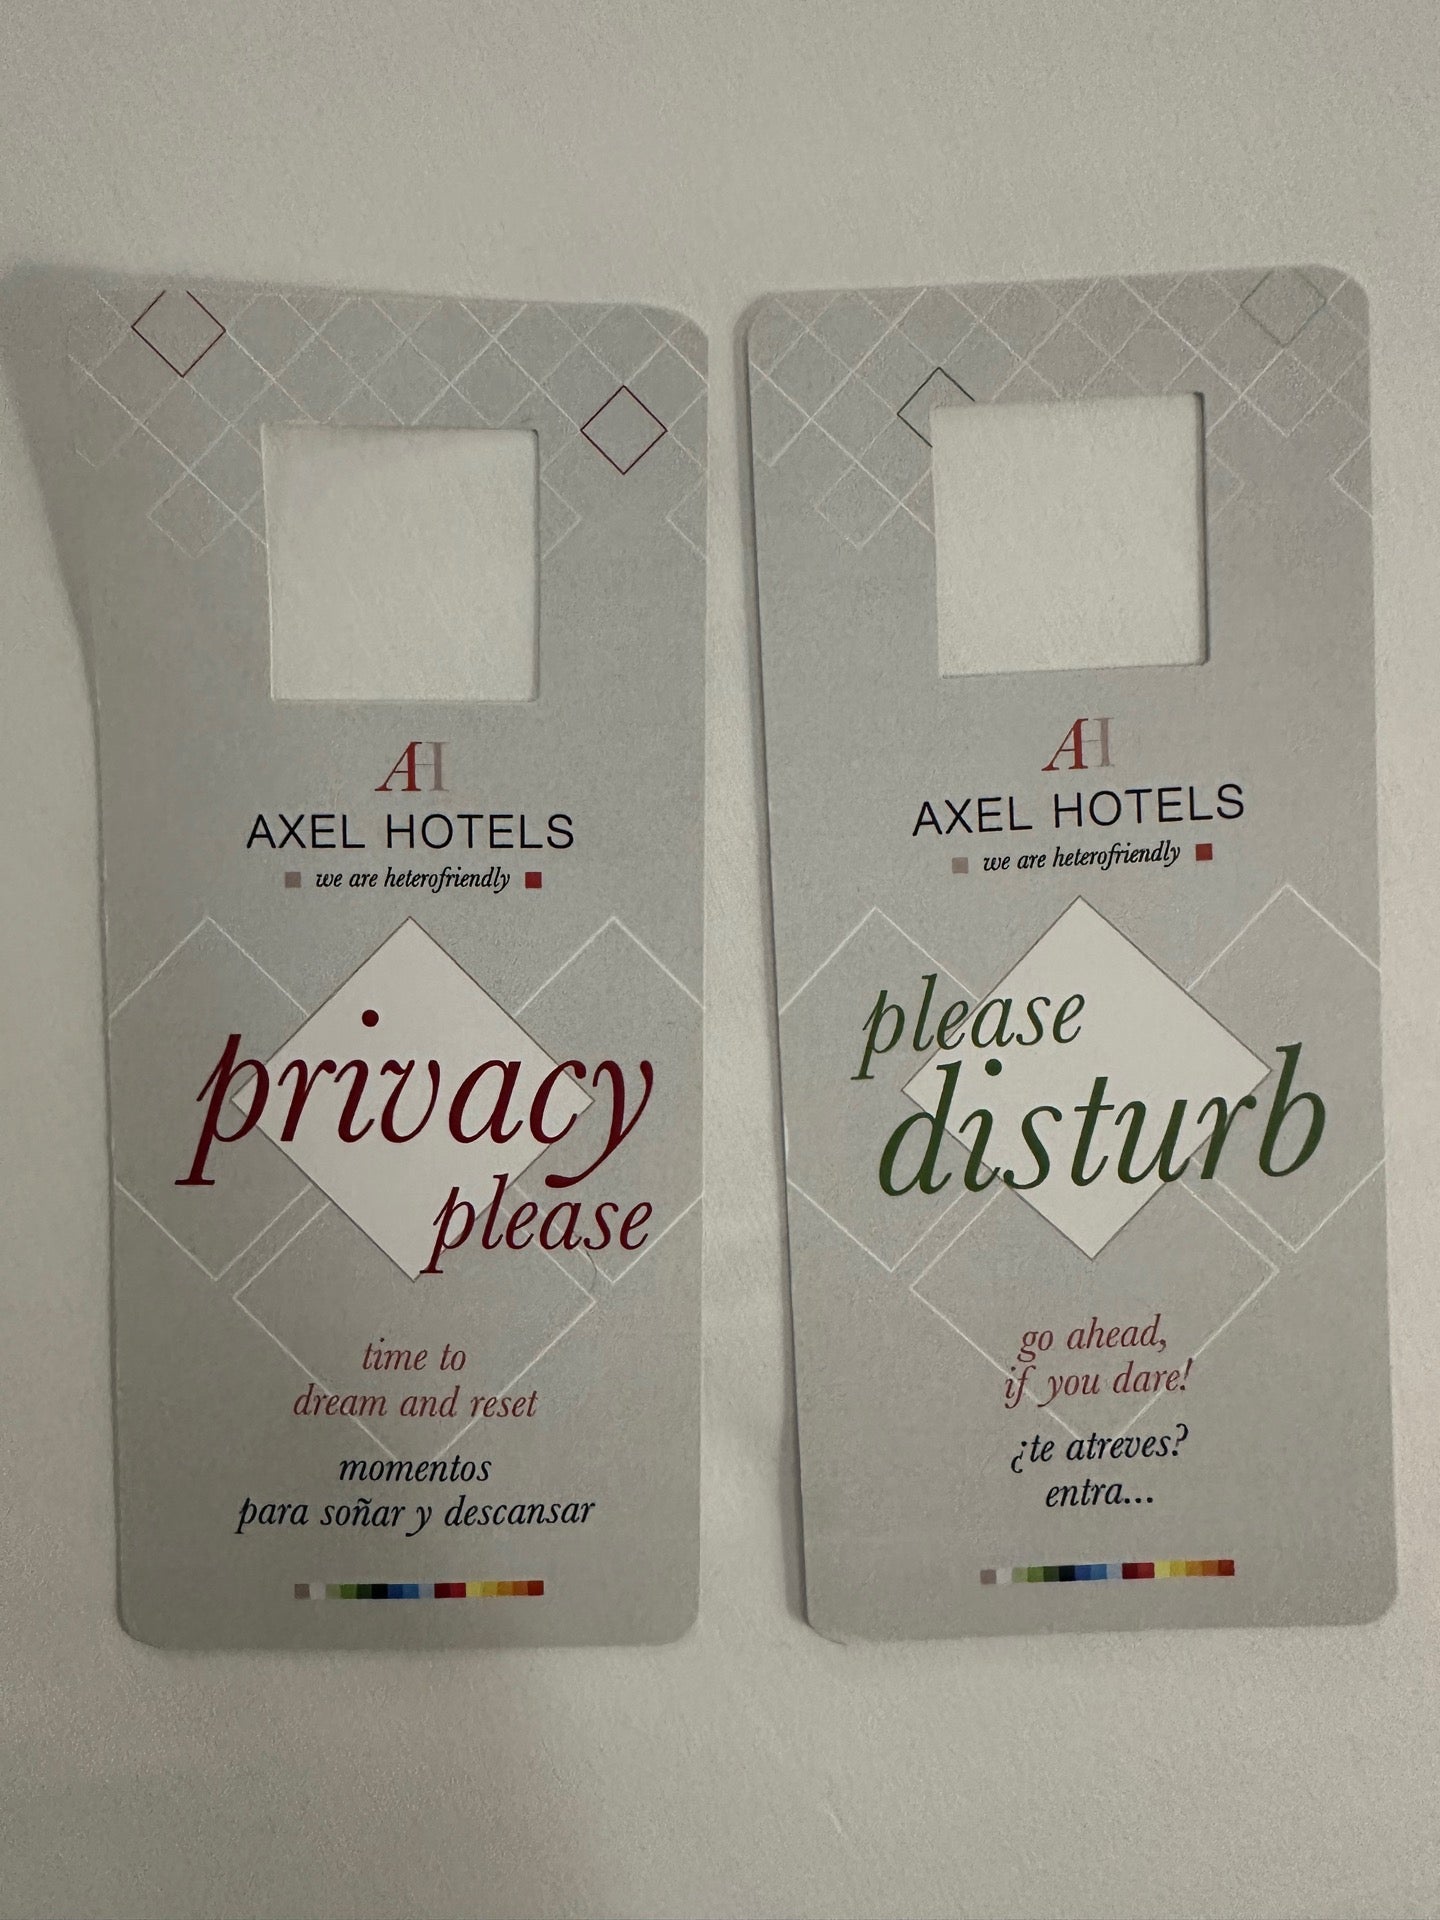 AH
AXEL HOTELS
we are heterofriendly
privacy
please
time to
dream and reset
momentos
para soñar y descansar
AH
AXEL HOTELS
we are heterofriendly
please
disturb
go ahead,
if you dare!
¿te atreves?
entra...